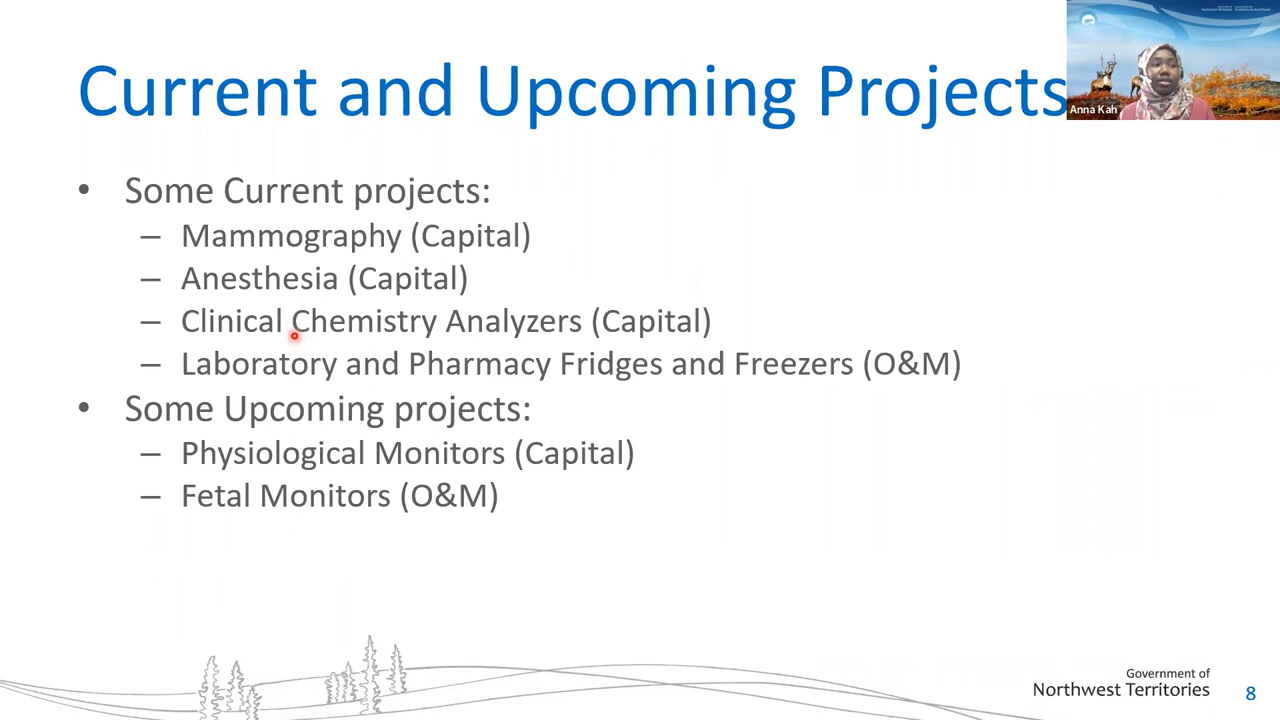 Current and Upcoming Projects
Anna Kah
• Some Current projects:
– Mammography (Capital)
– Anesthesia (Capital)
– Clinical Chemistry Analyzers (Capital)
– Laboratory and Pharmacy Fridges and Freezers (O&M)
• Some Upcoming projects:
– Physiological Monitors (Capital)
– Fetal Monitors (O&M)
Government of
Northwest Territories
8